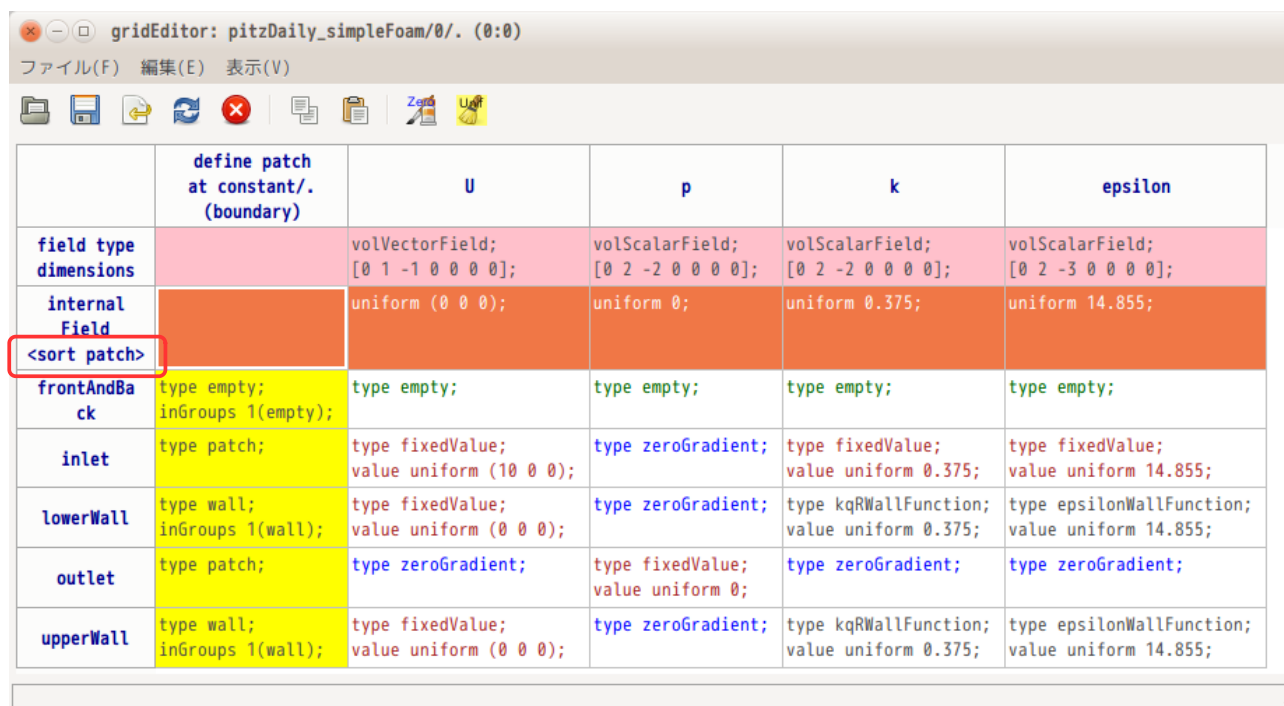 gridEditor: pitzDaily_simpleFoam/0/. (0:0)
ファイル(F) 編集(E) 表示(V)
Zero Unif
define patch
at constant/.
(boundary)
U
p
k
epsilon
field type
dimensions
volVectorField;
[0 1 -1 0 0 0 0];
volScalarField;
[0 2 -2 0 0 0 0];
volScalarField;
[0 2 -2 0 0 0 0];
volScalarField;
[0 2 -3 0 0 0 0];
internal
Field
<sort patch>
uniform (0 0 0);
uniform 0;
uniform 0.375;
uniform 14.855;
frontAndBa
ck
type empty;
inGroups 1(empty);
type empty;
type empty;
type empty;
type empty;
inlet
type patch;
type fixedValue;
value uniform (10 0 0);
type zeroGradient;
type fixedValue;
value uniform 0.375;
type fixedValue;
value uniform 14.855;
lowerWall
type wall;
inGroups 1(wall);
type fixedValue;
value uniform (0 0 0);
type zeroGradient;
type kqRWallFunction;
value uniform 0.375;
type epsilonWallFunction;
value uniform 14.855;
outlet
type patch;
type zeroGradient;
type fixedValue;
value uniform 0;
type zeroGradient;
type zeroGradient;
upperWall
type wall;
inGroups 1(wall);
type fixedValue;
value uniform (0 0 0);
type zeroGradient;
type kqRWallFunction;
value uniform 0.375;
type epsilonWallFunction;
value uniform 14.855;